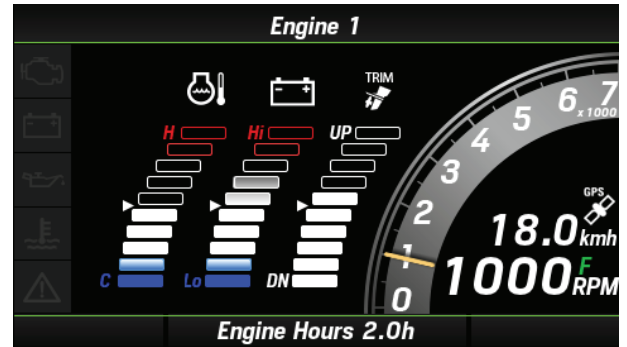 Engine 1
TRIM
H Hi UP
C Lo DN
0
1
2
3
4
5
6
7
x 1000
GPS
18.0 kmh
F
1000 RPM
Engine Hours 2.0h